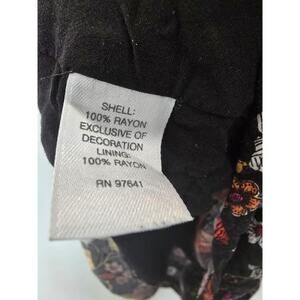 SHELL:
100% RAYON
EXCLUSIVE OF
DECORATION
LINING:
100% RAYON
RN 97641